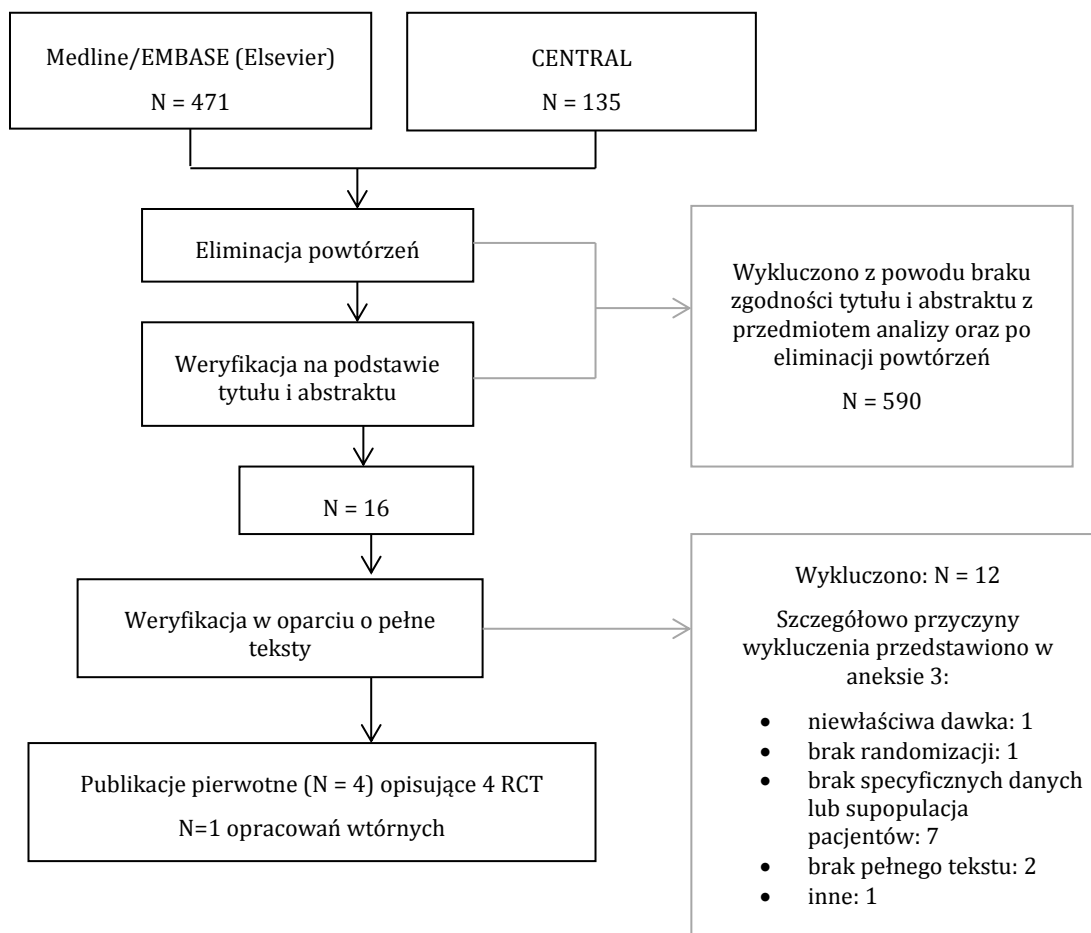 Medline/EMBASE (Elsevier)
N = 471
CENTRAL
N = 135
Eliminacja powtórzeń
Wykluczono z powodu braku
zgodności tytułu i abstraktu z
przedmiotem analizy oraz po
eliminacji powtórzeń
N = 590
Weryfikacja na podstawie
tytułu i abstraktu
N = 16
Weryfikacja w oparciu o pełne
teksty
Wykluczono: N = 12
Szczegółowo przyczyny
wykluczenia przedstawiono w
aneksie 3:
• niewłaściwa dawka: 1
• brak randomizacji: 1
• brak specyficznych danych
lub supopulacja
pacjentów: 7
• brak pełnego tekstu: 2
• inne: 1
Publikacje pierwotne (N = 4) opisujące 4 RCT
N=1 opracowań wtórnych